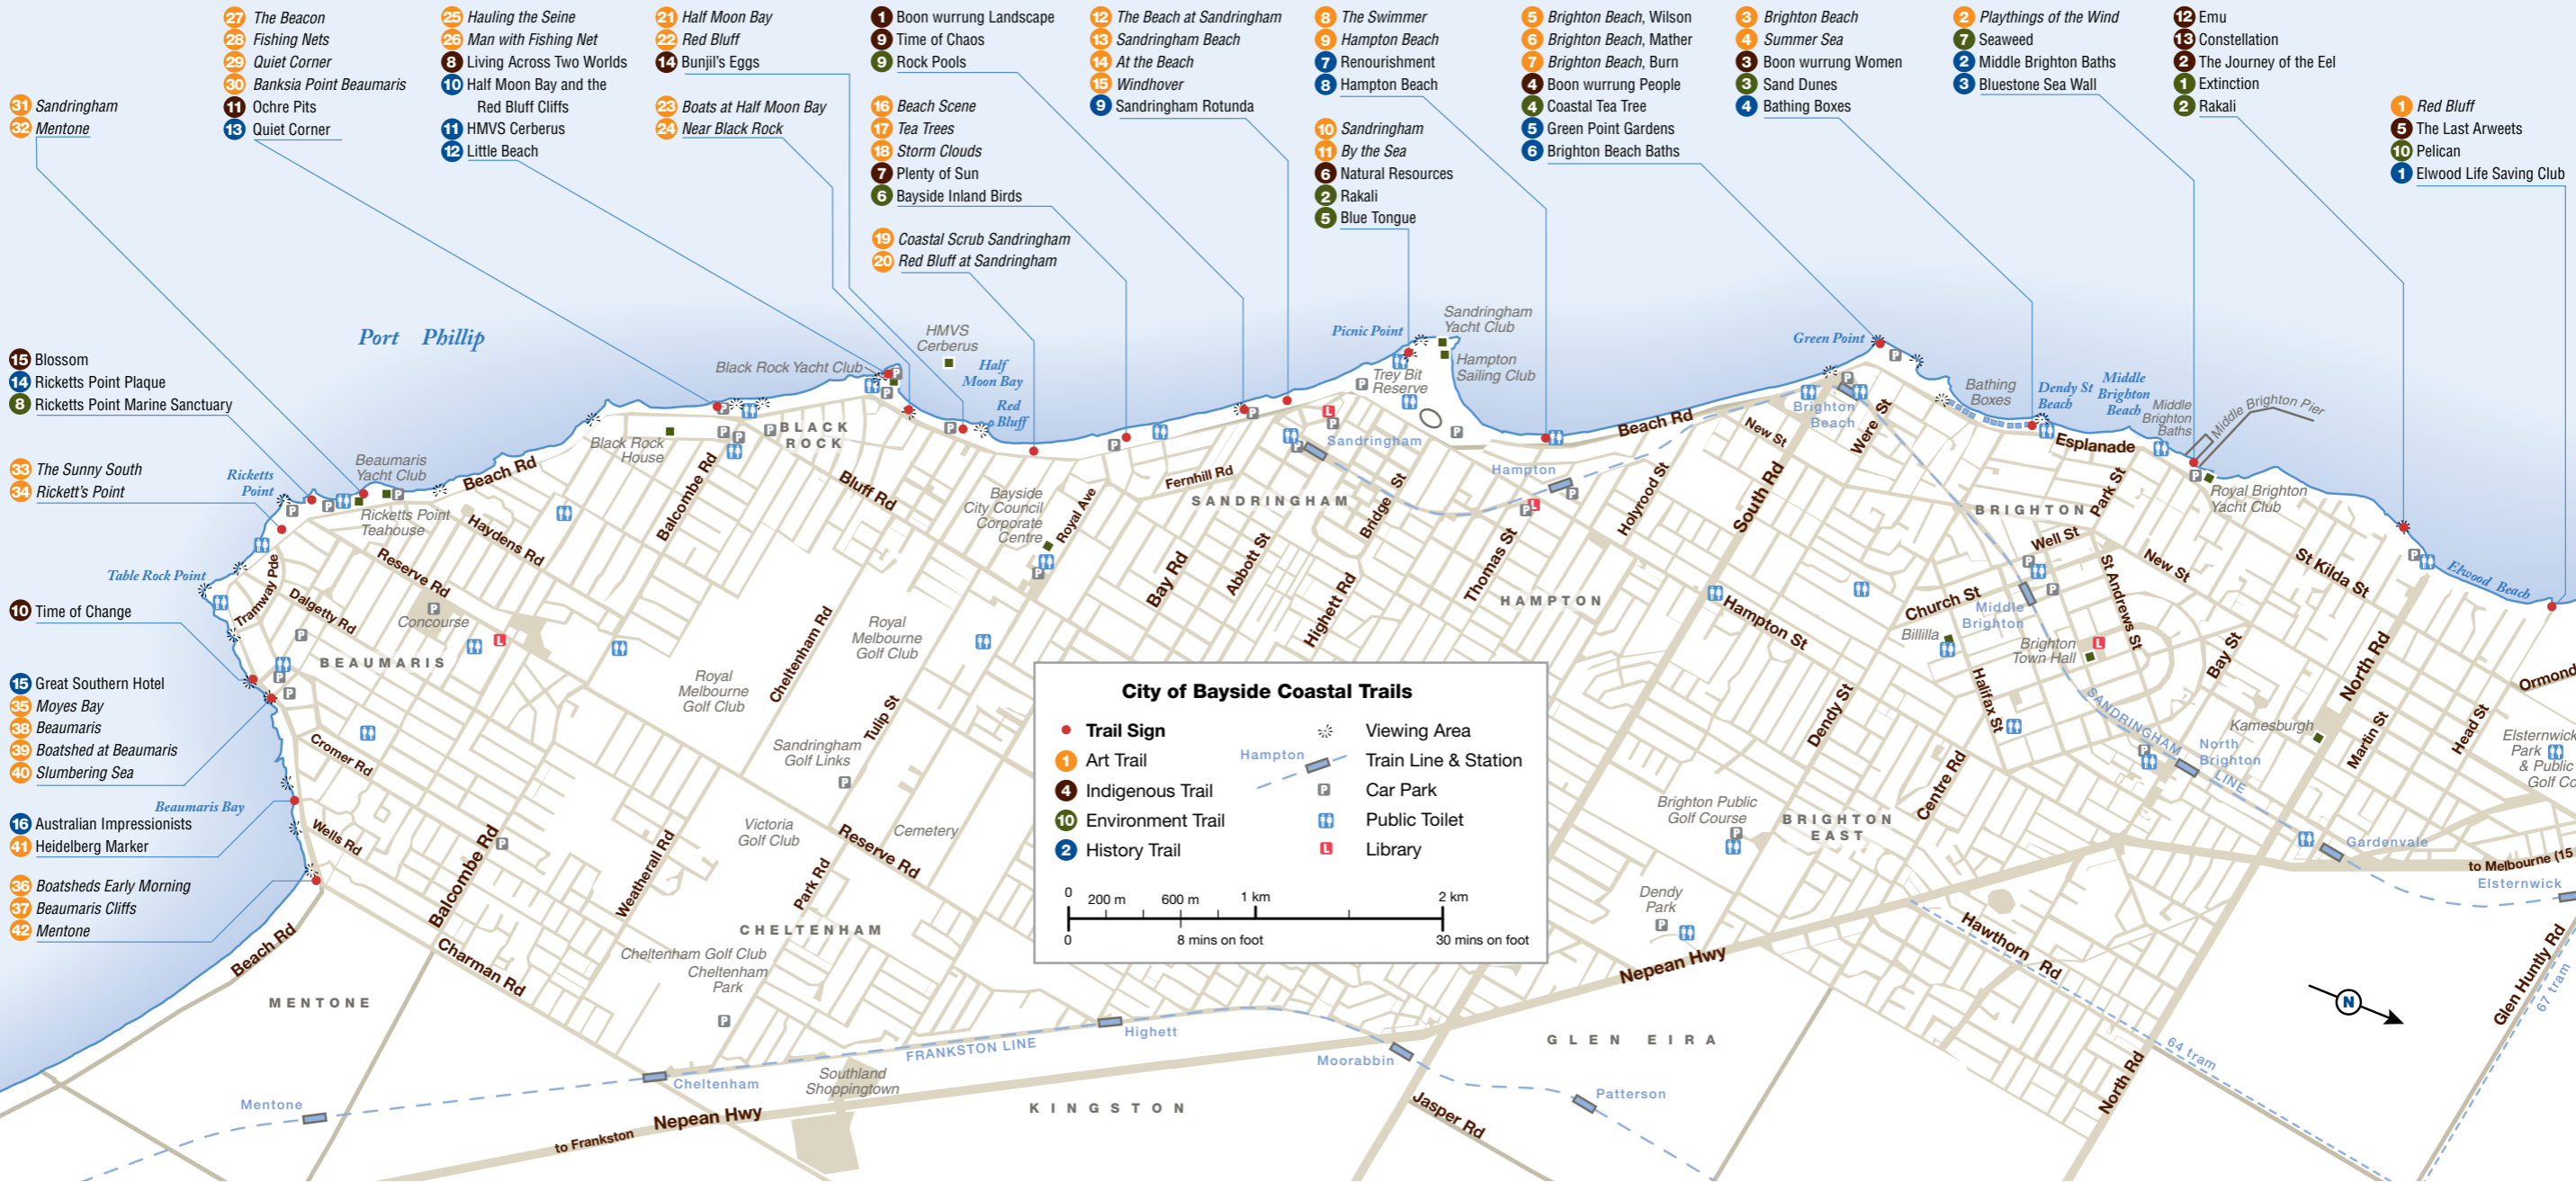 27 The Beacon
28 Fishing Nets
29 Quiet Corner
30 Banksia Point Beaumaris
11 Ochre Pits
13 Quiet Corner
25 Hauling the Seine
26 Man with Fishing Net
8 Living Across Two Worlds
10 Half Moon Bay and the
Red Bluff Cliffs
11 HMVS Cerberus
12 Little Beach
21 Half Moon Bay
22 Red Bluff
14 Bunjil's Eggs
23 Boats at Half Moon Bay
24 Near Black Rock
1 Boon wurrung Landscape
9 Time of Chaos
9 Rock Pools
16 Beach Scene
17 Tea Trees
18 Storm Clouds
7 Plenty of Sun
6 Bayside Inland Birds
19 Coastal Scrub Sandringham
20 Red Bluff at Sandringham
12 The Beach at Sandringham
13 Sandringham Beach
14 At the Beach
15 Windhover
9 Sandringham Rotunda
8 The Swimmer
9 Hampton Beach
7 Renourishment
8 Hampton Beach
10 Sandringham
11 By the Sea
6 Natural Resources
2 Rakali
5 Blue Tongue
5 Brighton Beach, Wilson
6 Brighton Beach, Mather
7 Brighton Beach, Burn
4 Boon wurrung People
4 Coastal Tea Tree
5 Green Point Gardens
6 Brighton Beach Baths
3 Brighton Beach
4 Summer Sea
3 Boon wurrung Women
3 Sand Dunes
4 Bathing Boxes
2 Playthings of the Wind
7 Seaweed
2 Middle Brighton Baths
3 Bluestone Sea Wall
12 Emu
13 Constellation
2 The Journey of the Eel
1 Extinction
2 Rakali
1 Red Bluff
5 The Last Arweets
10 Pelican
1 Elwood Life Saving Club
31 Sandringham
32 Mentone
15 Blossom
14 Ricketts Point Plaque
8 Ricketts Point Marine Sanctuary
33 The Sunny South
34 Rickett's Point
10 Time of Change
15 Great Southern Hotel
35 Moyes Bay
38 Beaumaris
39 Boatshed at Beaumaris
40 Slumbering Sea
16 Australian Impressionists
41 Heidelberg Marker
36 Boatsheds Early Morning
37 Beaumaris Cliffs
42 Mentone
Port Phillip
Ricketts
Point
Table Rock Point
Beaumaris Bay
Beaumaris
Yacht Club
Ricketts Point
Teahouse
Black Rock
House
Black Rock Yacht Club
HMVS
Cerberus
Half
Moon Bay
Red
Bluff
BLACK
ROCK
Picnic Point
Sandringham
Yacht Club
Hampton
Sailing Club
Trey Bit
Reserve
Green Point
Bathing
Boxes
Dendy St
Beach
Middle
Brighton
Beach
Middle
Brighton
Baths
Middle Brighton Pier
Royal Brighton
Yacht Club
Elwood Beach
Brighton
Beach
Beach Rd
Beach Rd
Beach Rd
Esplanade
Balcombe Rd
Bluff Rd
Haydens Rd
Reserve Rd
Dalgetty Rd
Tramway Pde
Concourse
BEAUMARIS
Cromer Rd
Wells Rd
Balcombe Rd
Charman Rd
Weatherall Rd
Park Rd
Reserve Rd
Cheltenham Rd
Tulip St
Royal
Melbourne
Golf Club
Royal
Melbourne
Golf Club
Sandringham
Golf Links
Victoria
Golf Club
Cemetery
CHELTENHAM
Cheltenham Golf Club
Cheltenham
Park
MENTONE
Bayside
City Council
Corporate
Centre
Royal Ave
Fernhill Rd
SANDRINGHAM
Sandringham
Bay Rd
Abbott St
Bridge St
Highett Rd
Thomas St
Hampton
HAMPTON
Holyrood St
New St
South Rd
Were St
Hampton St
Dendy St
Church St
Billilla
Halifax St
Centre Rd
Middle
Brighton
Brighton
Town Hall
BRIGHTON
Well St
Park St
St Andrews St
New St
St Kilda St
Bay St
North Rd
Martin St
Head St
Ormond
Kamesburgh
SANDRINGHAM LINE
North
Brighton
Elsternwick
Park
& Public
Golf Co
Gardenvale
to Melbourne (15
Elsternwick
Glen Huntly Rd
67 tram
Brighton Public
Golf Course
BRIGHTON
EAST
Dendy
Park
Nepean Hwy
Hawthorn Rd
64 tram
North Rd
GLEN EIRA
N
City of Bayside Coastal Trails
Trail Sign
1 Art Trail
4 Indigenous Trail
10 Environment Trail
2 History Trail
Viewing Area
Hampton
Train Line & Station
P Car Park
Public Toilet
L Library
0 200 m 600 m 1 km 2 km
0 8 mins on foot 30 mins on foot
Highett
FRANKSTON LINE
Moorabbin
Patterson
Jasper Rd
Cheltenham
Southland
Shoppingtown
KINGSTON
Mentone
Nepean Hwy
to Frankston